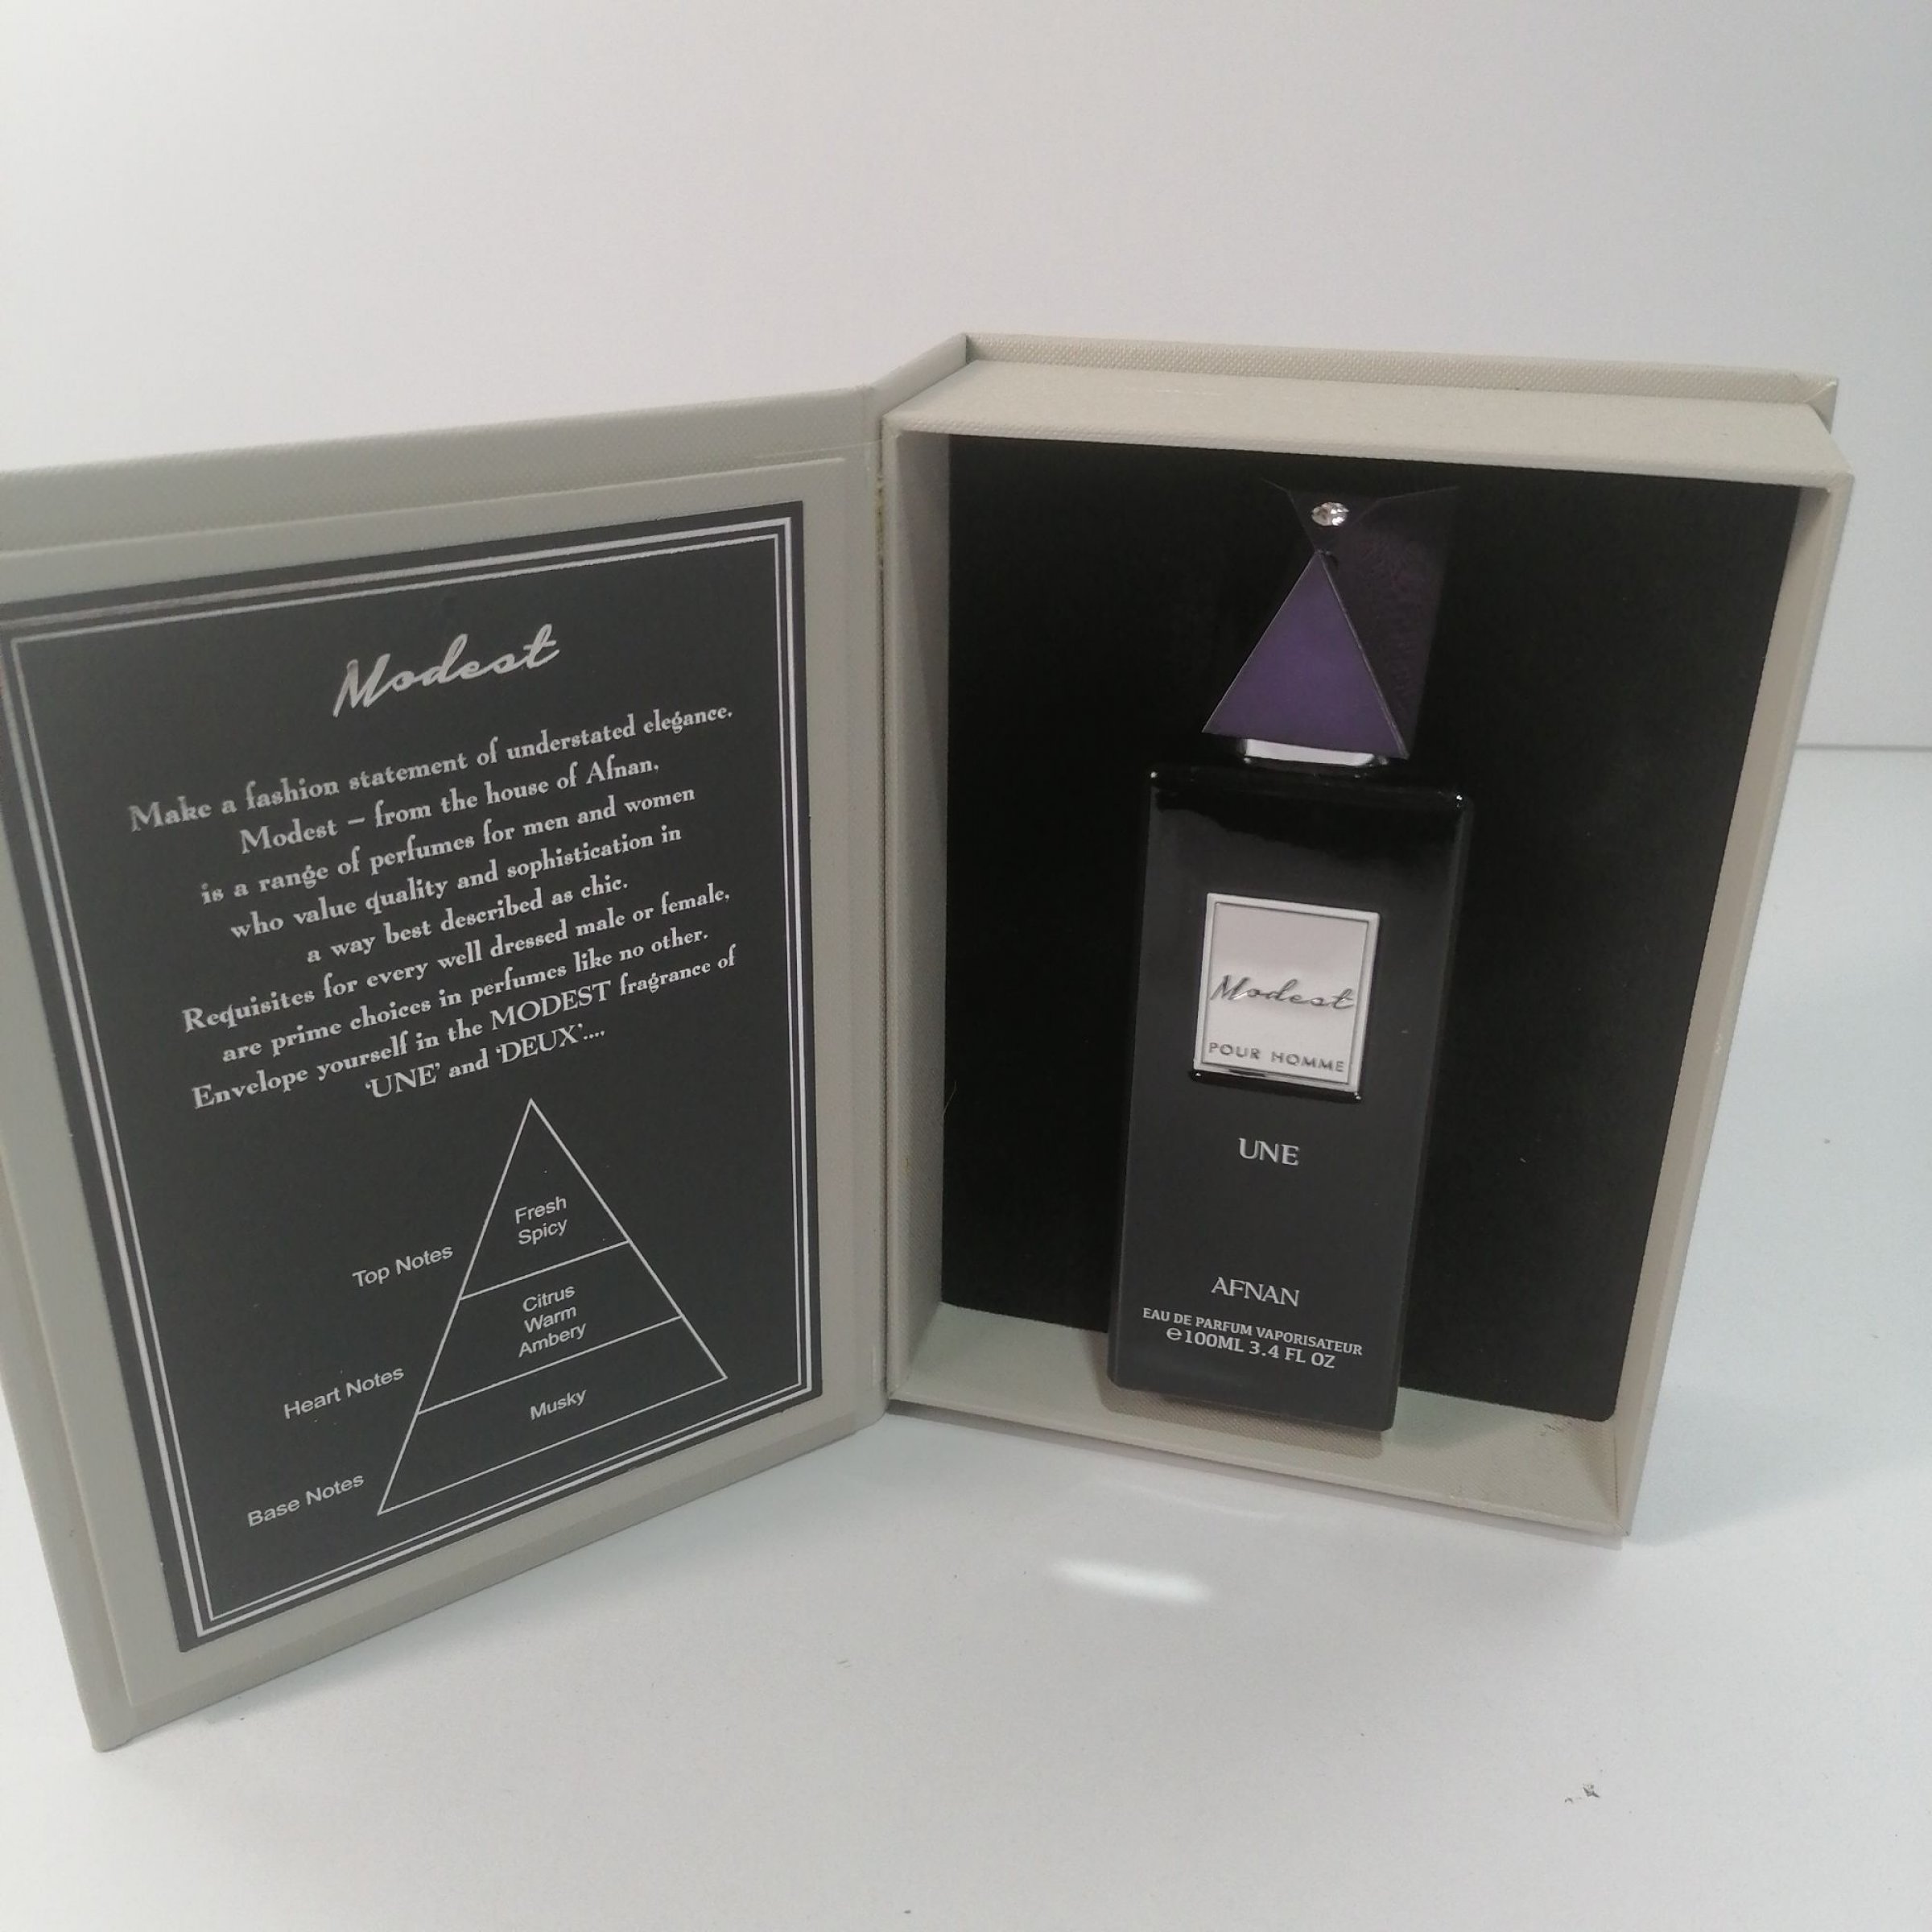 Modest
Make a fashion statement of understated elegance.
Modest – from the house of Afnan.
is a range of perfumes for men and women
who value quality and sophistication in
a way best described as chic.
Requisites for every well dressed male or female,
are prime choices in perfumes like no other.
Envelope yourself in the MODEST fragrance of
‘UNE’ and ‘DEUX’....
Top Notes
Fresh
Spicy
Heart Notes
Citrus
Warm
Ambery
Base Notes
Musky
Modest
POUR HOMME
UNE
AFNAN
EAU DE PARFUM VAPORISATEUR
℮100ML 3.4 FL OZ